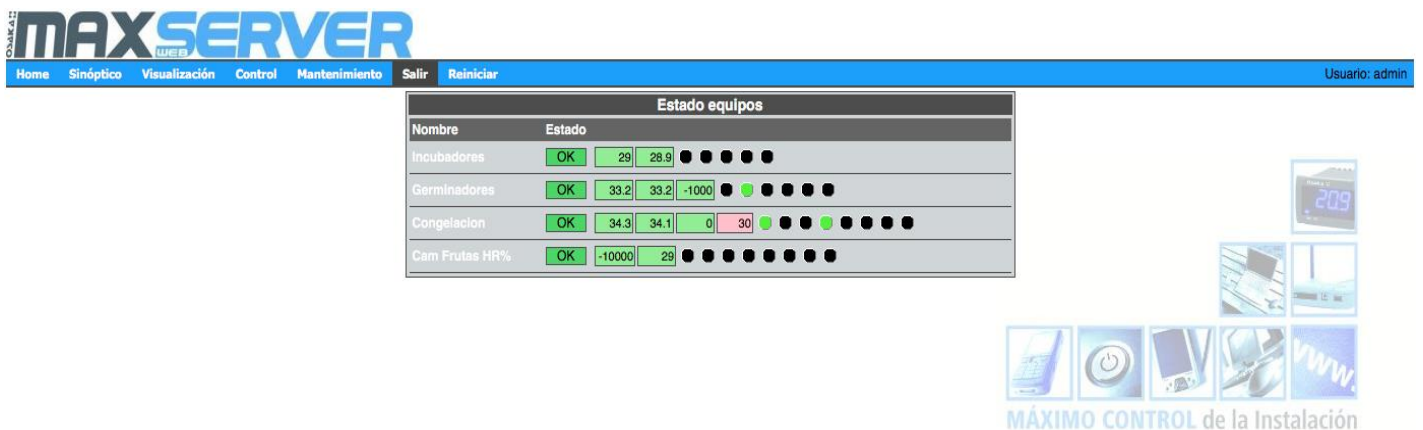 OSAKA
MAXSERVER
WEB
Home Sinóptico Visualización Control Mantenimiento Salir Reiniciar Usuario: admin
Estado equipos
Nombre Estado
Incubadores OK 29 28.9
Germinadores OK 33.2 33.2 -1000
Congelacion OK 34.3 34.1 0 30
Cam Frutas HR% OK -10000 29
209
www.
MÁXIMO CONTROL de la Instalación